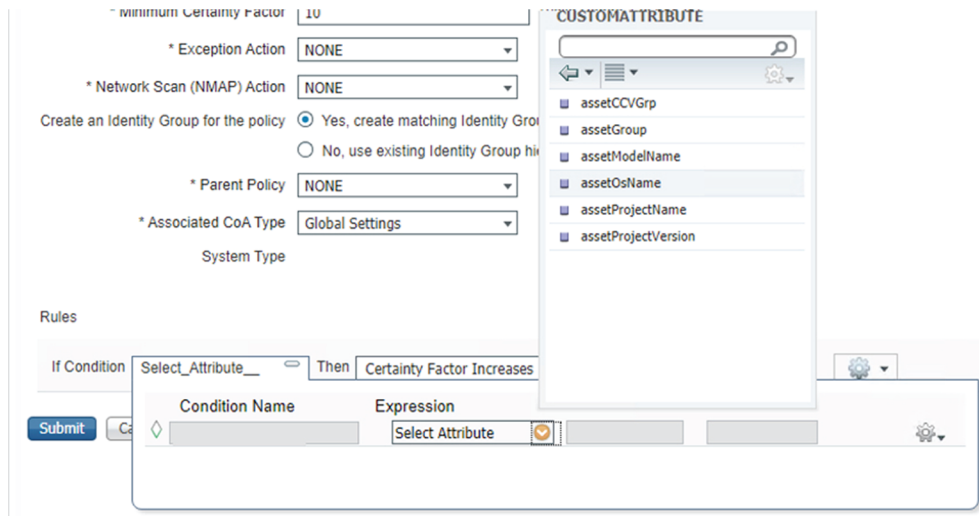 * Minimum Certainty Factor 10
CUSTOMATTRIBUTE
* Exception Action NONE
* Network Scan (NMAP) Action NONE
assetCCVGrp
Create an Identity Group for the policy Yes, create matching Identity Grou
assetGroup
No, use existing Identity Group hie
assetModelName
* Parent Policy NONE
assetOsName
assetProjectName
* Associated CoA Type Global Settings
assetProjectVersion
System Type
Rules
If Condition Select_Attribute__ Then Certainty Factor Increases
Condition Name Expression
Submit Ca
Select Attribute